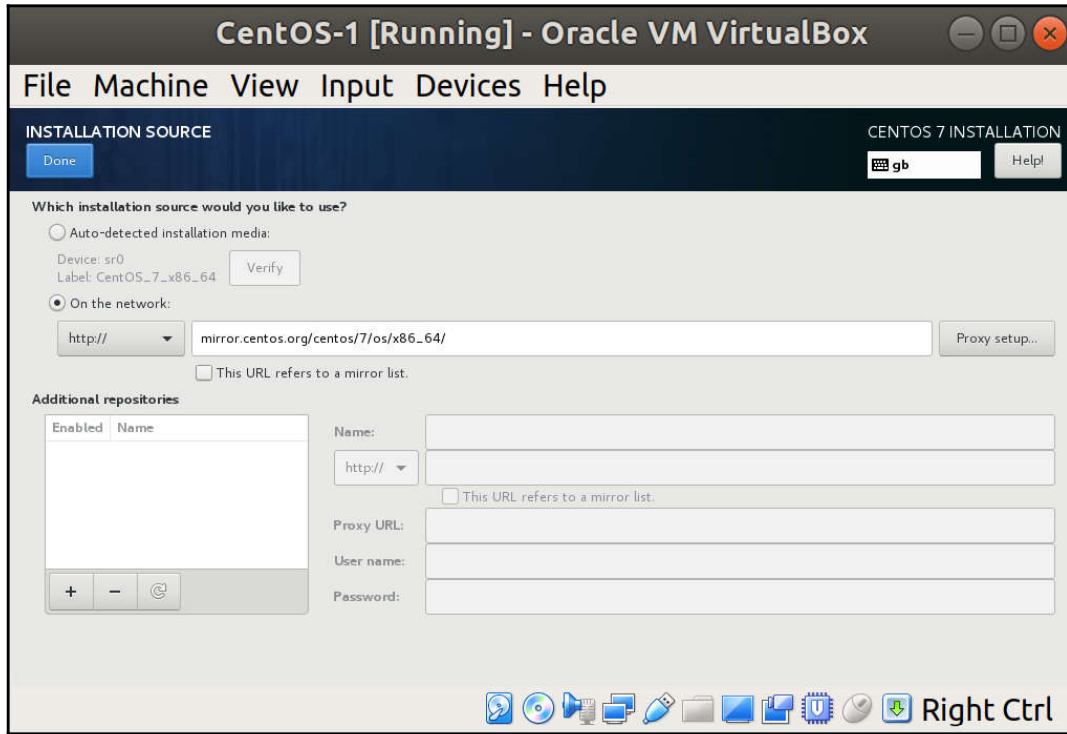 CentOS-1 [Running] - Oracle VM VirtualBox
File Machine View Input Devices Help
INSTALLATION SOURCE
CENTOS 7 INSTALLATION
Done
gb
Help!
Which installation source would you like to use?
Auto-detected installation media:
Device: sr0
Label: CentOS_7_x86_64
Verify
On the network:
http://
mirror.centos.org/centos/7/os/x86_64/
Proxy setup...
This URL refers to a mirror list.
Additional repositories
Enabled Name
Name:
http://
This URL refers to a mirror list.
Proxy URL:
User name:
+ −
Password:
Right Ctrl